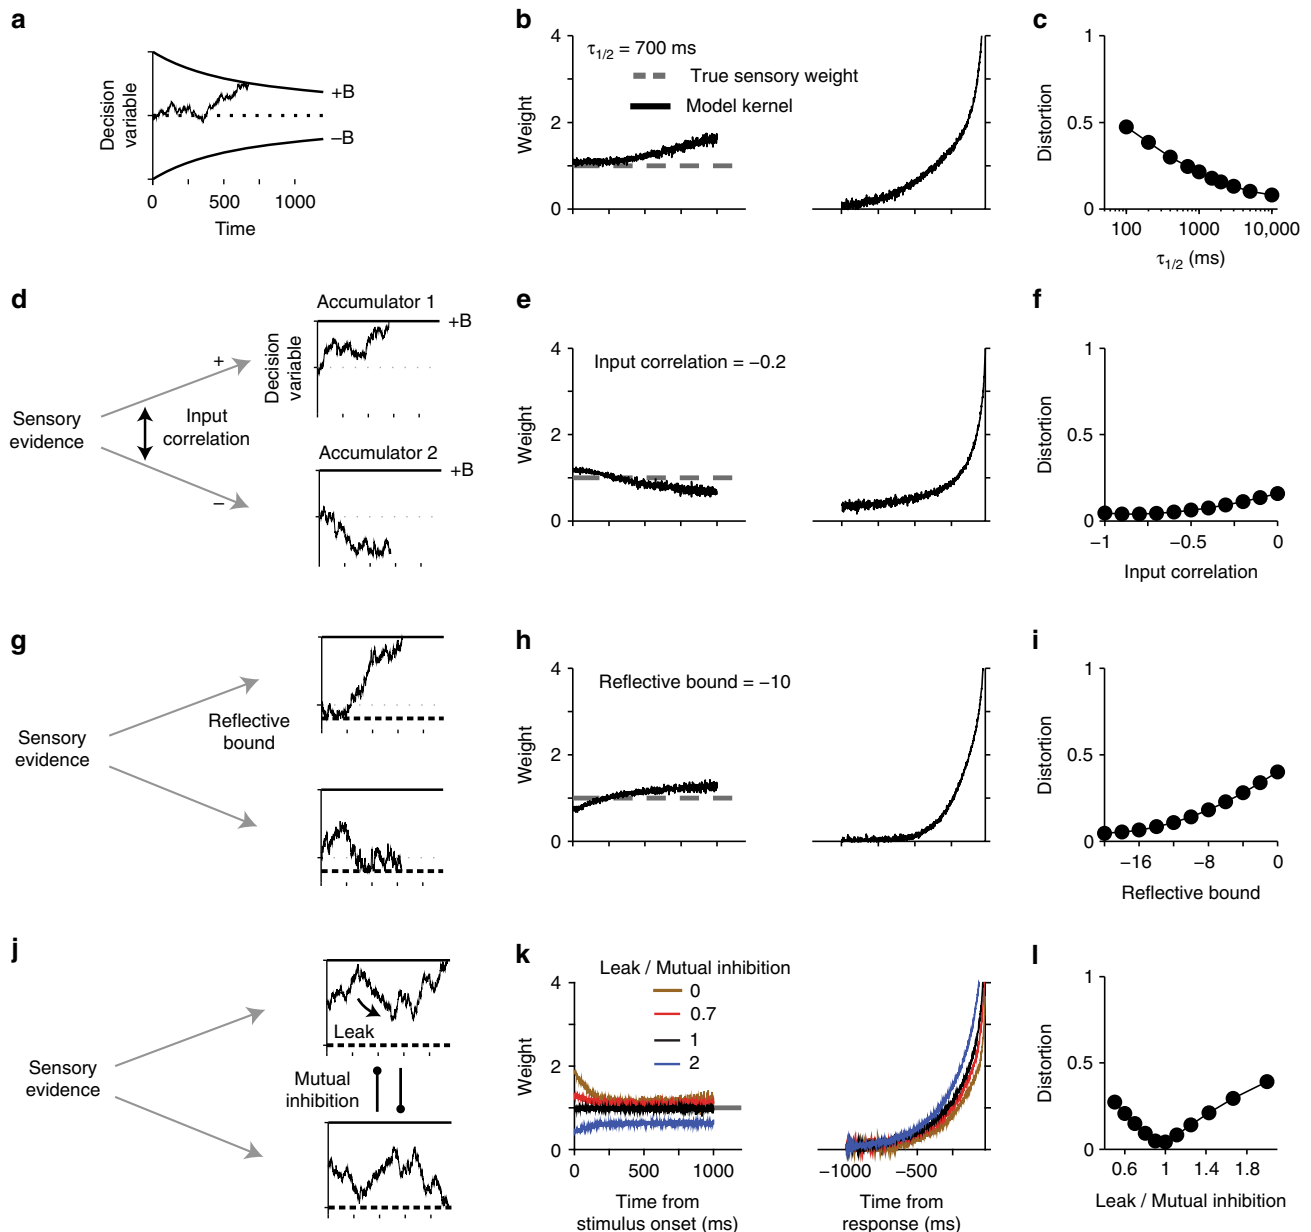 a
Decision
variable
+B
−B
0
500
1000
Time
b
4
2
0
Weight
τ1/2 = 700 ms
True sensory weight
Model kernel
c
1
0.5
0
Distortion
100
1000
10,000
τ1/2 (ms)
d
Sensory
evidence
+
−
Input
correlation
Accumulator 1
+B
Decision
variable
Accumulator 2
+B
e
4
2
0
Weight
Input correlation = −0.2
f
1
0.5
0
Distortion
−1
−0.5
0
Input correlation
g
Sensory
evidence
Reflective
bound
h
4
2
0
Weight
Reflective bound = −10
i
1
0.5
0
Distortion
−16
−8
0
Reflective bound
j
Sensory
evidence
Leak
Mutual
inhibition
k
Leak / Mutual inhibition
0
0.7
1
2
4
2
0
Weight
0
500
1000
Time from
stimulus onset (ms)
−1000
−500
Time from
response (ms)
l
1
0.5
0
Distortion
0.6
1
1.4
1.8
Leak / Mutual inhibition